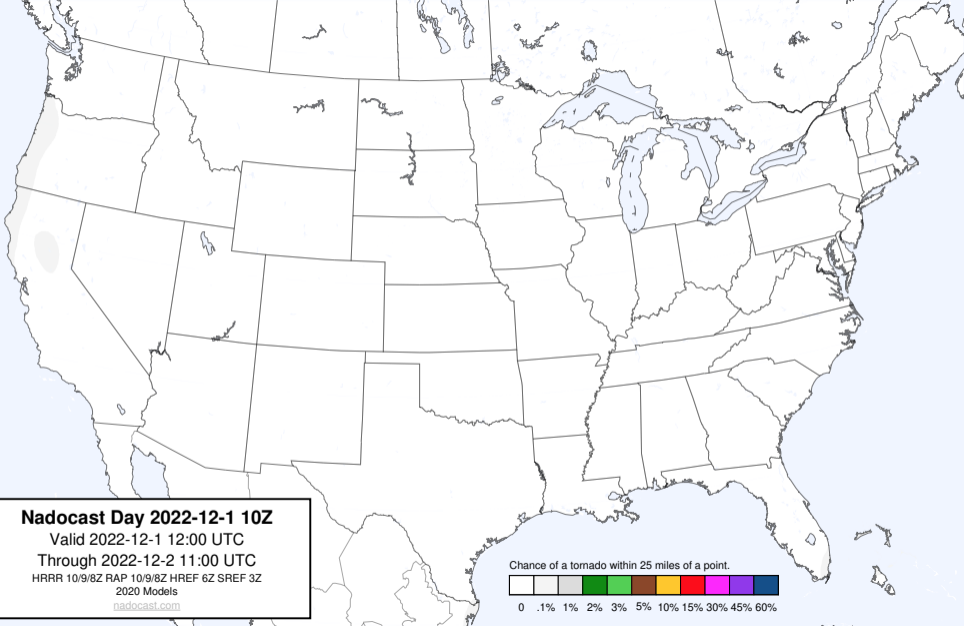 Nadocast Day 2022-12-1 10Z
Valid 2022-12-1 12:00 UTC
Through 2022-12-2 11:00 UTC
HRRR 10/9/8Z RAP 10/9/8Z HREF 6Z SREF 3Z
2020 Models
nadocast.com
Chance of a tornado within 25 miles of a point.
0 .1% 1% 2% 3% 5% 10% 15% 30% 45% 60%